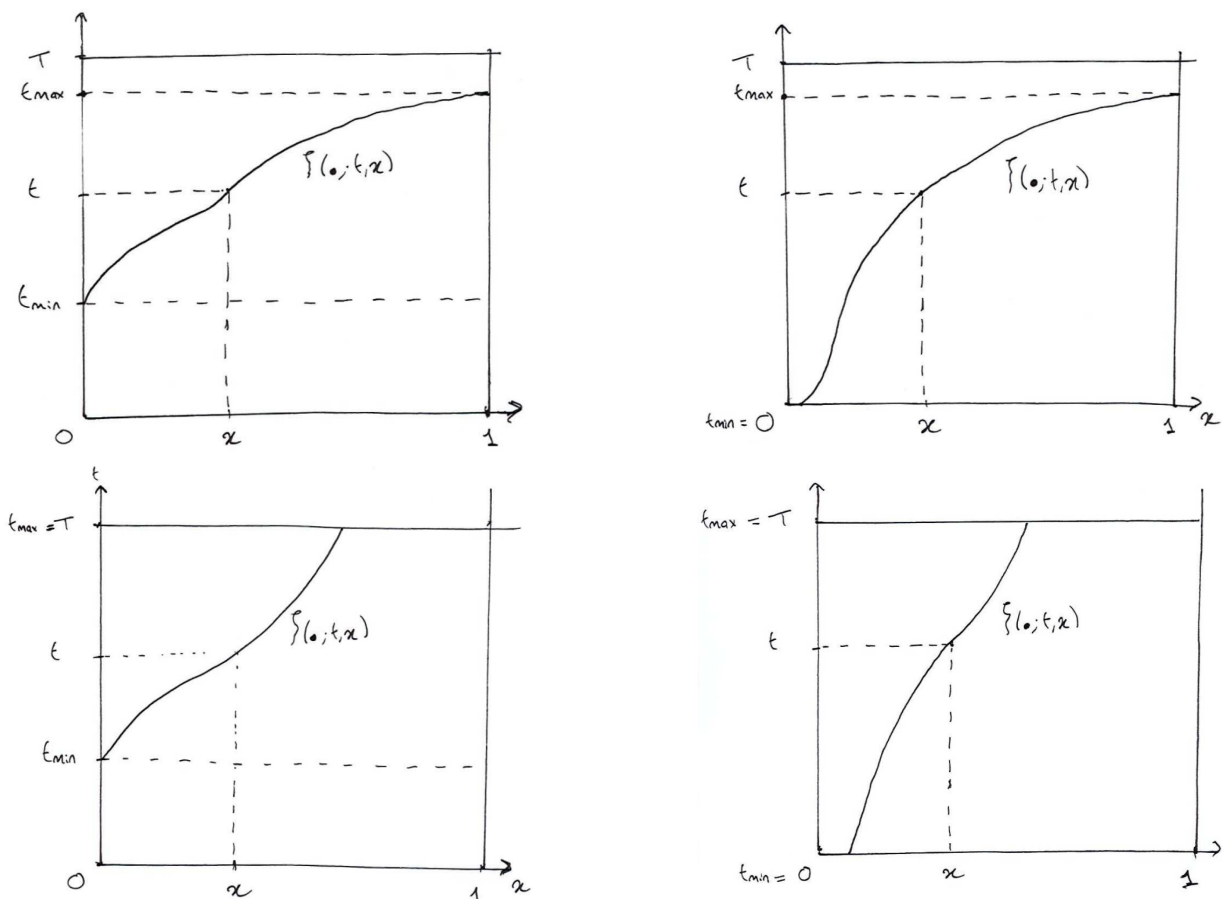 T
tmax
ξ(•;t,x)
t
tmin
0
x
1
T
tmax
ξ(•;t,x)
t
tmin = 0
x
1
x
t
tmax = T
ξ(•;t,x)
t
tmin
0
x
1
x
tmax = T
ξ(•;t,x)
t
tmin = 0
x
1